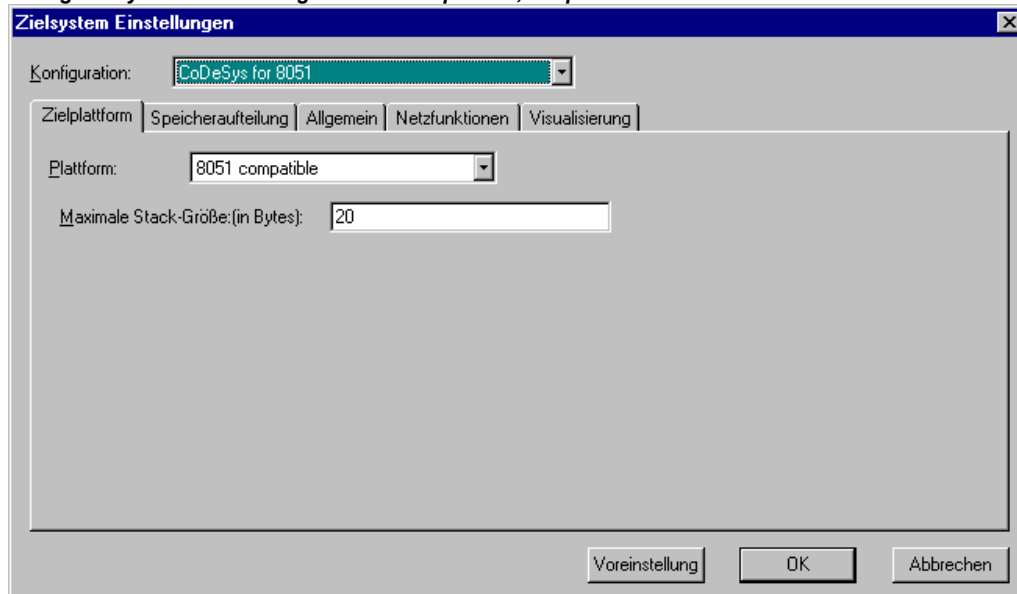 Zielsystem Einstellungen
Konfiguration: CoDeSys for 8051
Zielplattform Speicheraufteilung Allgemein Netzfunktionen Visualisierung
Plattform: 8051 compatible
Maximale Stack-Größe:(in Bytes): 20
Voreinstellung OK Abbrechen